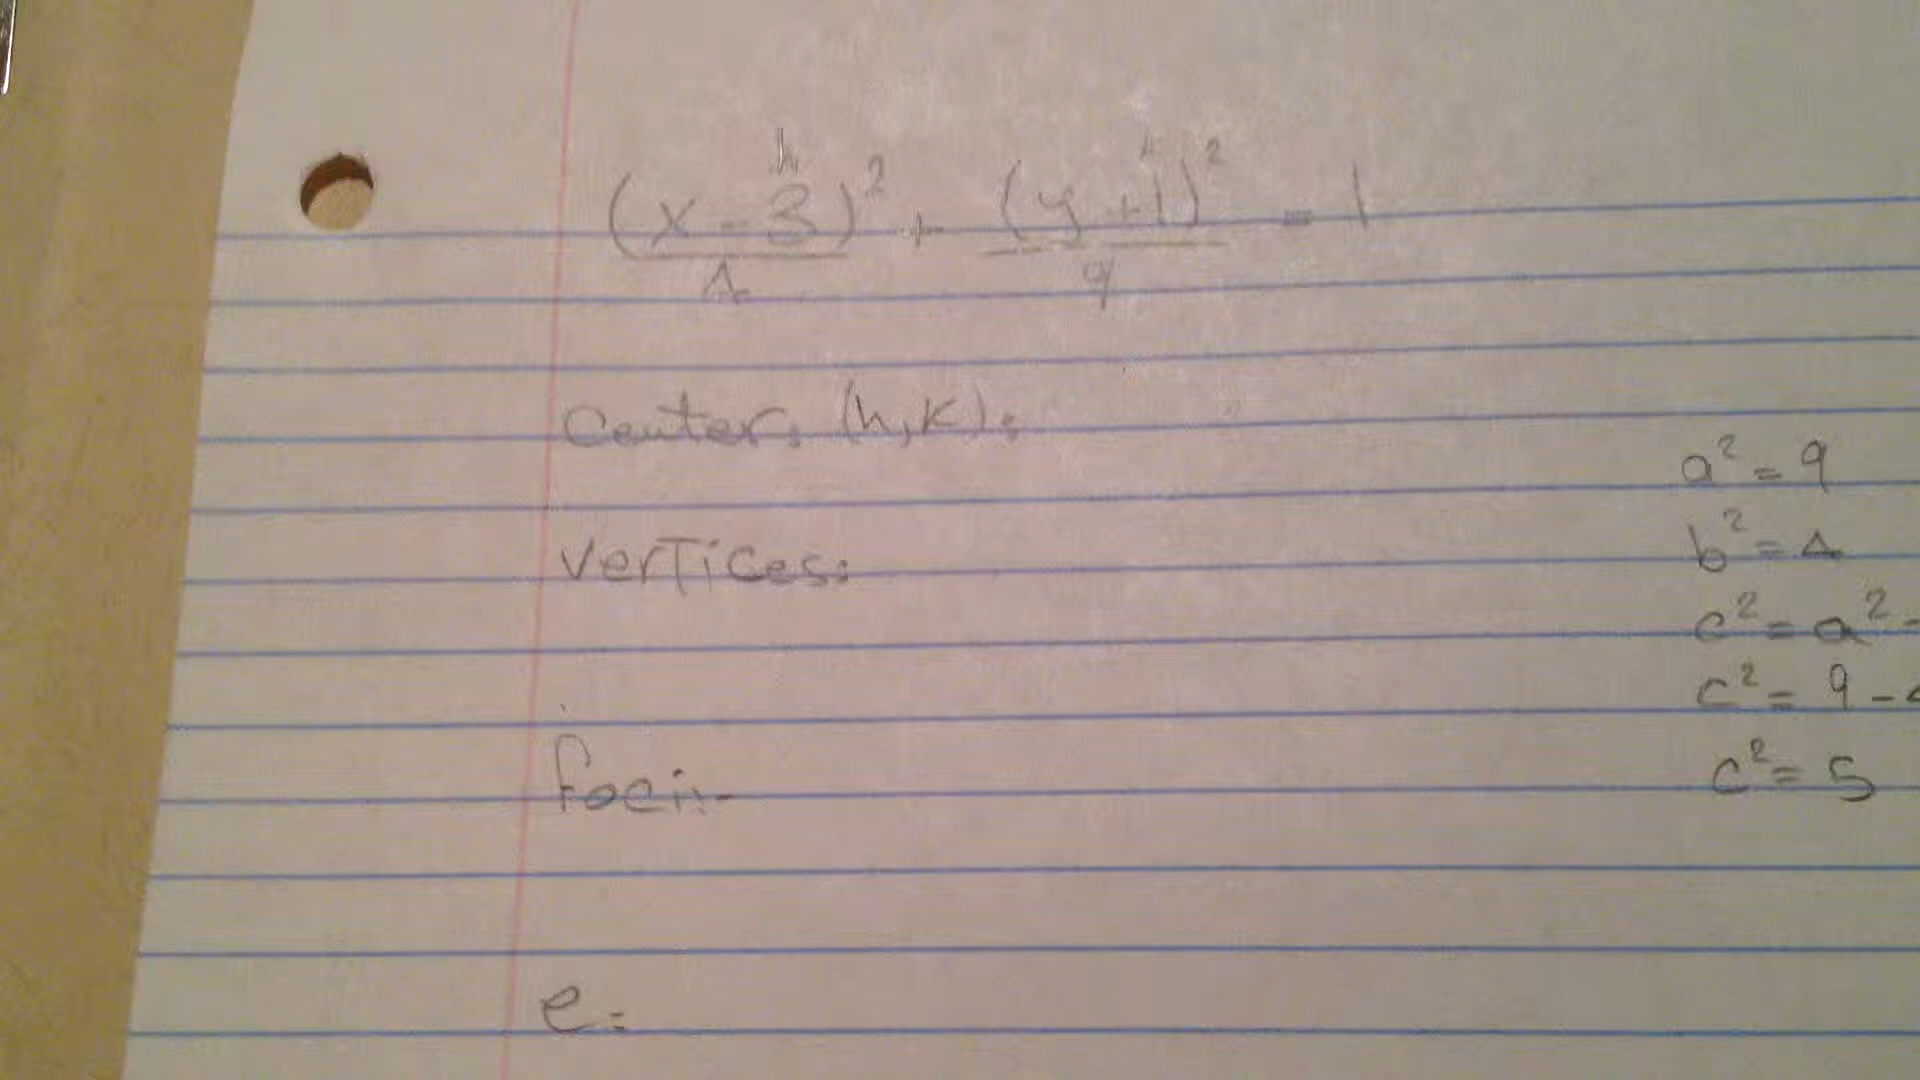 h
(x - 3)² + (y + 1)² = 1
4 9
Center: (h,k):
a² = 9
Vertices:
b² = 4
c² = a² -
c² = 9 - 4
foci:-
c² = 5
e =